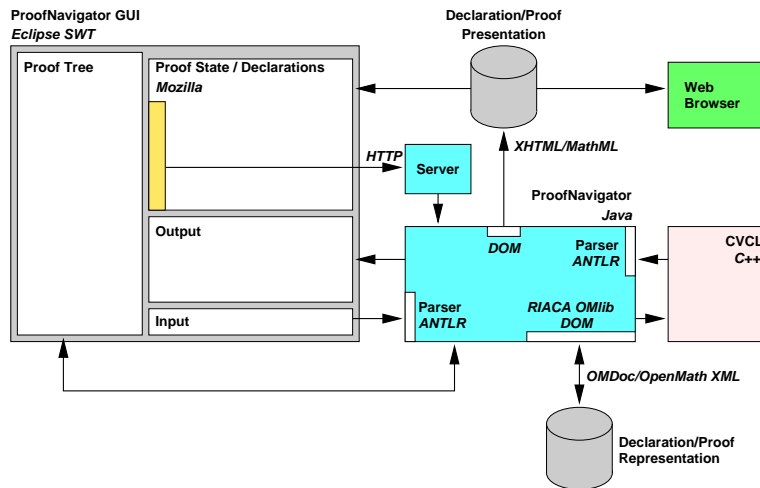 ProofNavigator GUI
Eclipse SWT
Declaration/Proof
Presentation
Proof Tree
Proof State / Declarations
Mozilla
Web
Browser
HTTP
XHTML/MathML
Server
ProofNavigator
Java
Output
DOM
Parser
ANTLR
CVCL
C++
Input
Parser
ANTLR
RIACA OMlib
DOM
OMDoc/OpenMath XML
Declaration/Proof
Representation